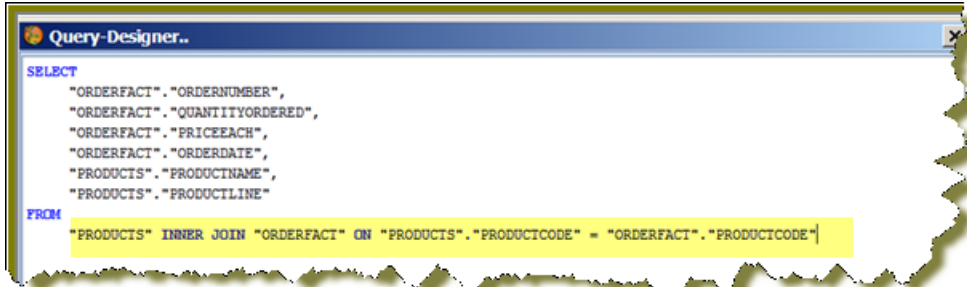 Query-Designer..
SELECT
"ORDERFACT"."ORDERNUMBER",
"ORDERFACT"."QUANTITYORDERED",
"ORDERFACT"."PRICEEACH",
"ORDERFACT"."ORDERDATE",
"PRODUCTS"."PRODUCTNAME",
"PRODUCTS"."PRODUCTLINE"
FROM
"PRODUCTS" INNER JOIN "ORDERFACT" ON "PRODUCTS"."PRODUCTCODE" = "ORDERFACT"."PRODUCTCODE"